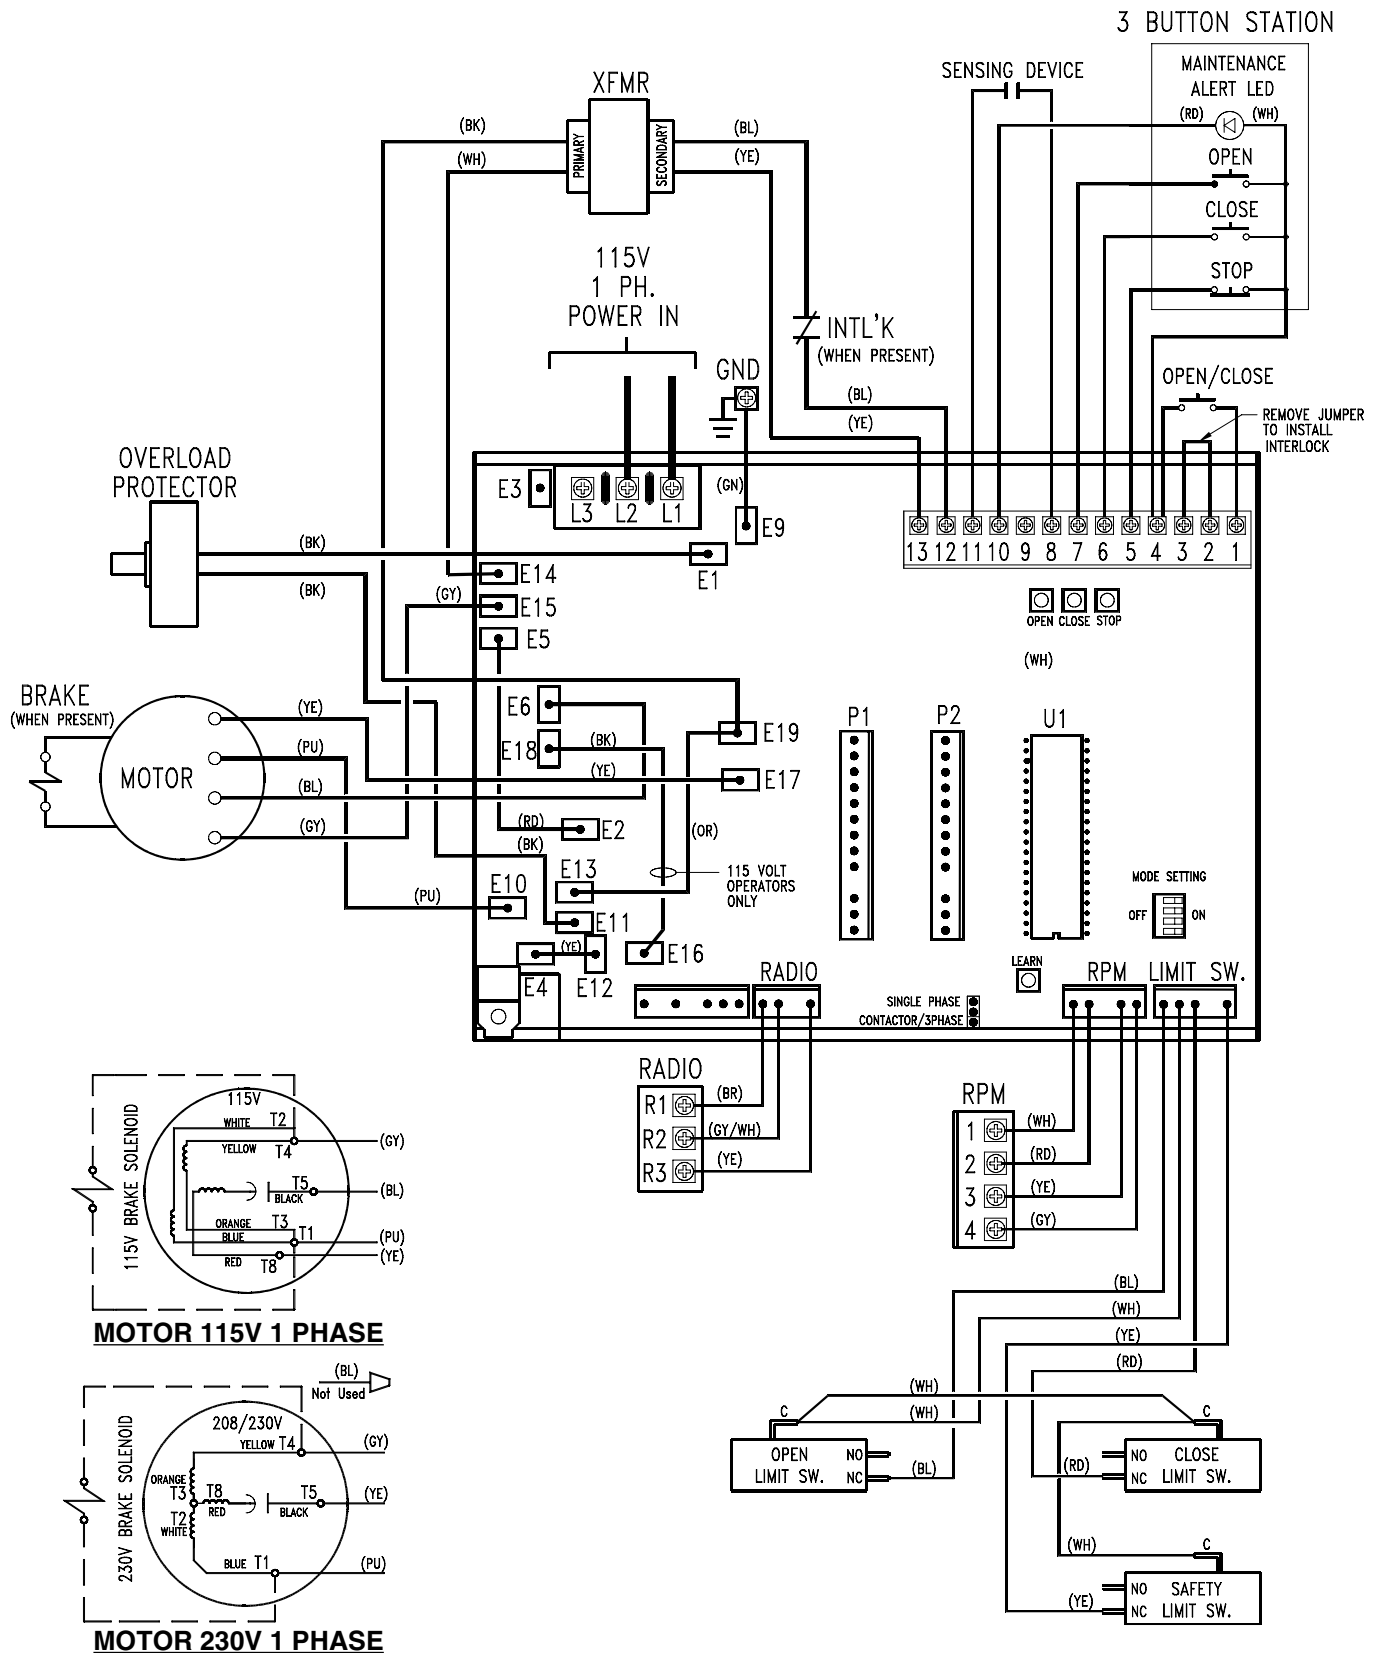 3 BUTTON STATION
MAINTENANCE
ALERT LED
(RD)
(WH)
OPEN
CLOSE
STOP
SENSING DEVICE
XFMR
PRIMARY
SECONDARY
(BK)
(WH)
(BL)
(YE)
115V
1 PH.
POWER IN
INTL'K
(WHEN PRESENT)
GND
(BL)
(YE)
OPEN/CLOSE
REMOVE JUMPER
TO INSTALL
INTERLOCK
OVERLOAD
PROTECTOR
(BK)
(BK)
E3
L3
L2
L1
(GN)
E9
E1
13
12
11
10
9
8
7
6
5
4
3
2
1
E14
(GY)
E15
E5
OPEN
CLOSE
STOP
(WH)
BRAKE
(WHEN PRESENT)
MOTOR
(YE)
(PU)
(BL)
(GY)
E6
E18
(BK)
(YE)
E19
E17
(RD)
E2
(BK)
(OR)
P1
P2
U1
115 VOLT
OPERATORS
ONLY
E13
E10
(PU)
E11
(YE)
E4
E12
E16
MODE SETTING
OFF
ON
LEARN
RADIO
RPM
LIMIT SW.
SINGLE PHASE
CONTACTOR/3PHASE
RADIO
R1
(BR)
R2
(GY/WH)
R3
(YE)
RPM
1
(WH)
2
(RD)
3
(YE)
4
(GY)
115V BRAKE SOLENOID
115V
WHITE
T2
YELLOW
T4
(GY)
T5
BLACK
(BL)
ORANGE
T3
BLUE
T1
(PU)
RED
T8
(YE)
MOTOR 115V 1 PHASE
(BL)
Not Used
230V BRAKE SOLENOID
208/230V
YELLOW
T4
(GY)
ORANGE
T3
T8
RED
T5
BLACK
(YE)
T2
WHITE
BLUE
T1
(PU)
MOTOR 230V 1 PHASE
(BL)
(WH)
(YE)
(RD)
(WH)
(WH)
C
OPEN
LIMIT SW.
NO
NC
(BL)
C
NO
NC
(RD)
CLOSE
LIMIT SW.
(WH)
C
NO
NC
(YE)
SAFETY
LIMIT SW.